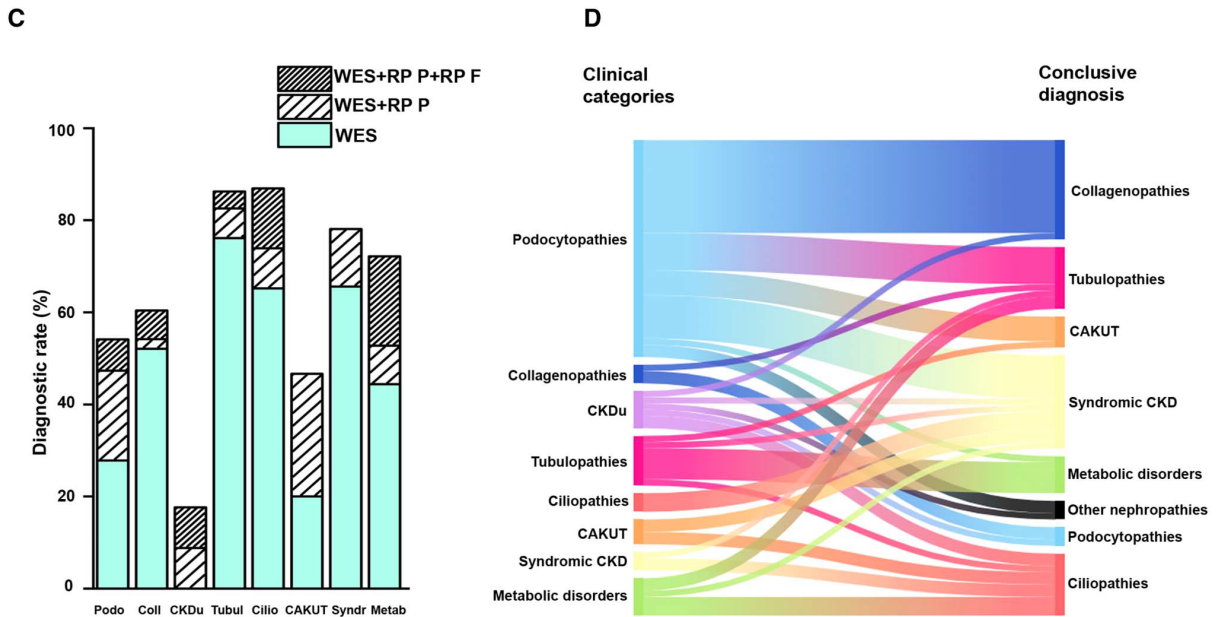 C
WES+RP P+RP F
WES+RP P
WES
Diagnostic rate (%)
100
80
60
40
20
0
Podo
Coll
CKDu
Tubul
Cilio
CAKUT
Syndr
Metab
D
Clinical
categories
Conclusive
diagnosis
Podocytopathies
Collagenopathies
CKDu
Tubulopathies
Ciliopathies
CAKUT
Syndromic CKD
Metabolic disorders
Collagenopathies
Tubulopathies
CAKUT
Syndromic CKD
Metabolic disorders
Other nephropathies
Podocytopathies
Ciliopathies